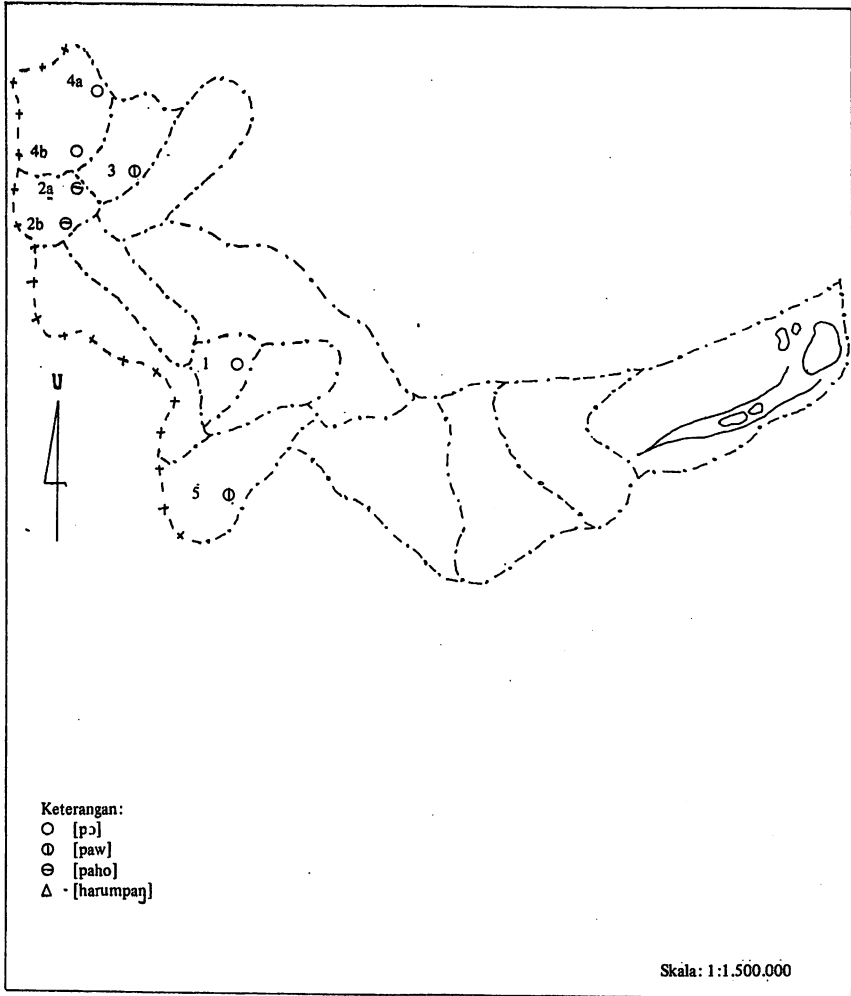 4a
4b
3
2a
2b
1
U
5
Keterangan:
[pɔ]
[paw]
[paho]
[harumpaŋ]
Skala: 1:1.500.000